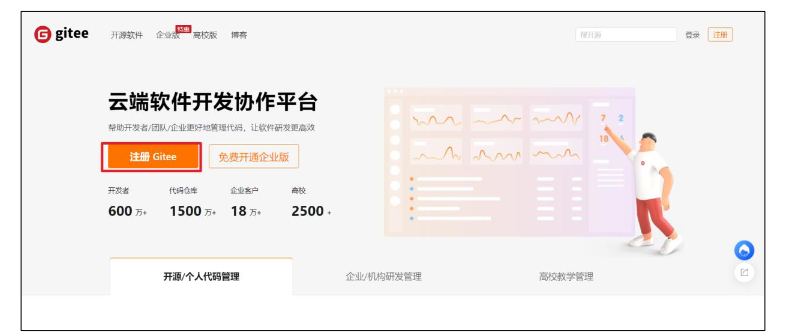 gitee 开源软件 企业版 特惠 高校版 博客 搜开源 登录 注册
云端软件开发协作平台
帮助开发者/团队/企业更好地管理代码，让软件研发更高效
注册 Gitee 免费开通企业版
开发者 代码仓库 企业客户 高校
600 万+ 1500 万+ 18 万+ 2500 +
7 2
18
开源/个人代码管理 企业/机构研发管理 高校教学管理